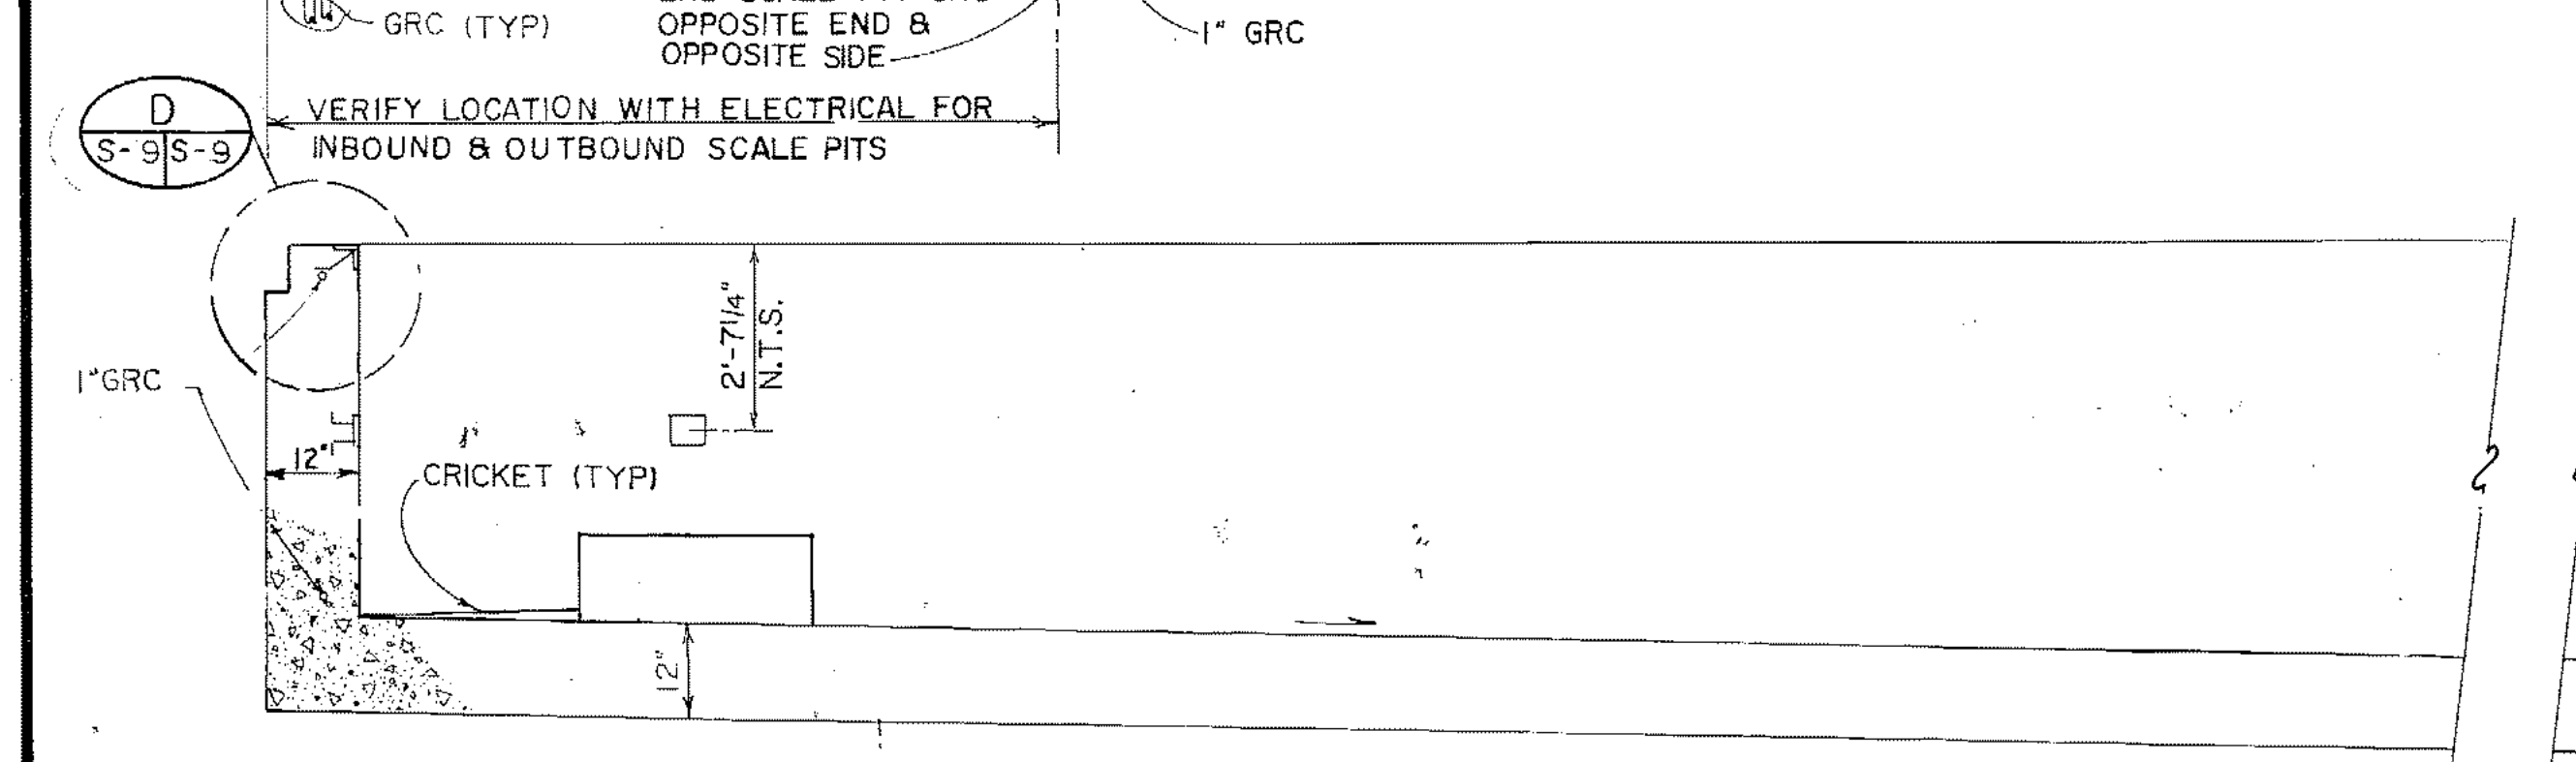 GRC (TYP)
OPPOSITE END &
OPPOSITE SIDE
1" GRC
D
S-9 S-9
VERIFY LOCATION WITH ELECTRICAL FOR
INBOUND & OUTBOUND SCALE PITS
2'-7 1/4"
N.T.S.
1" GRC
12"
CRICKET (TYP)
12"